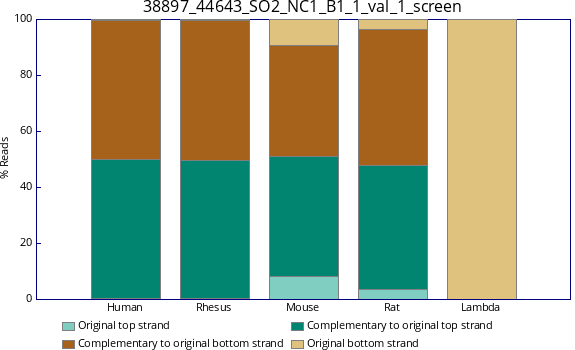 38897_44643_SO2_NC1_B1_1_val_1_screen
100
80
60
40
20
0
% Reads
Human Rhesus Mouse Rat Lambda
Original top strand Complementary to original top strand
Complementary to original bottom strand Original bottom strand